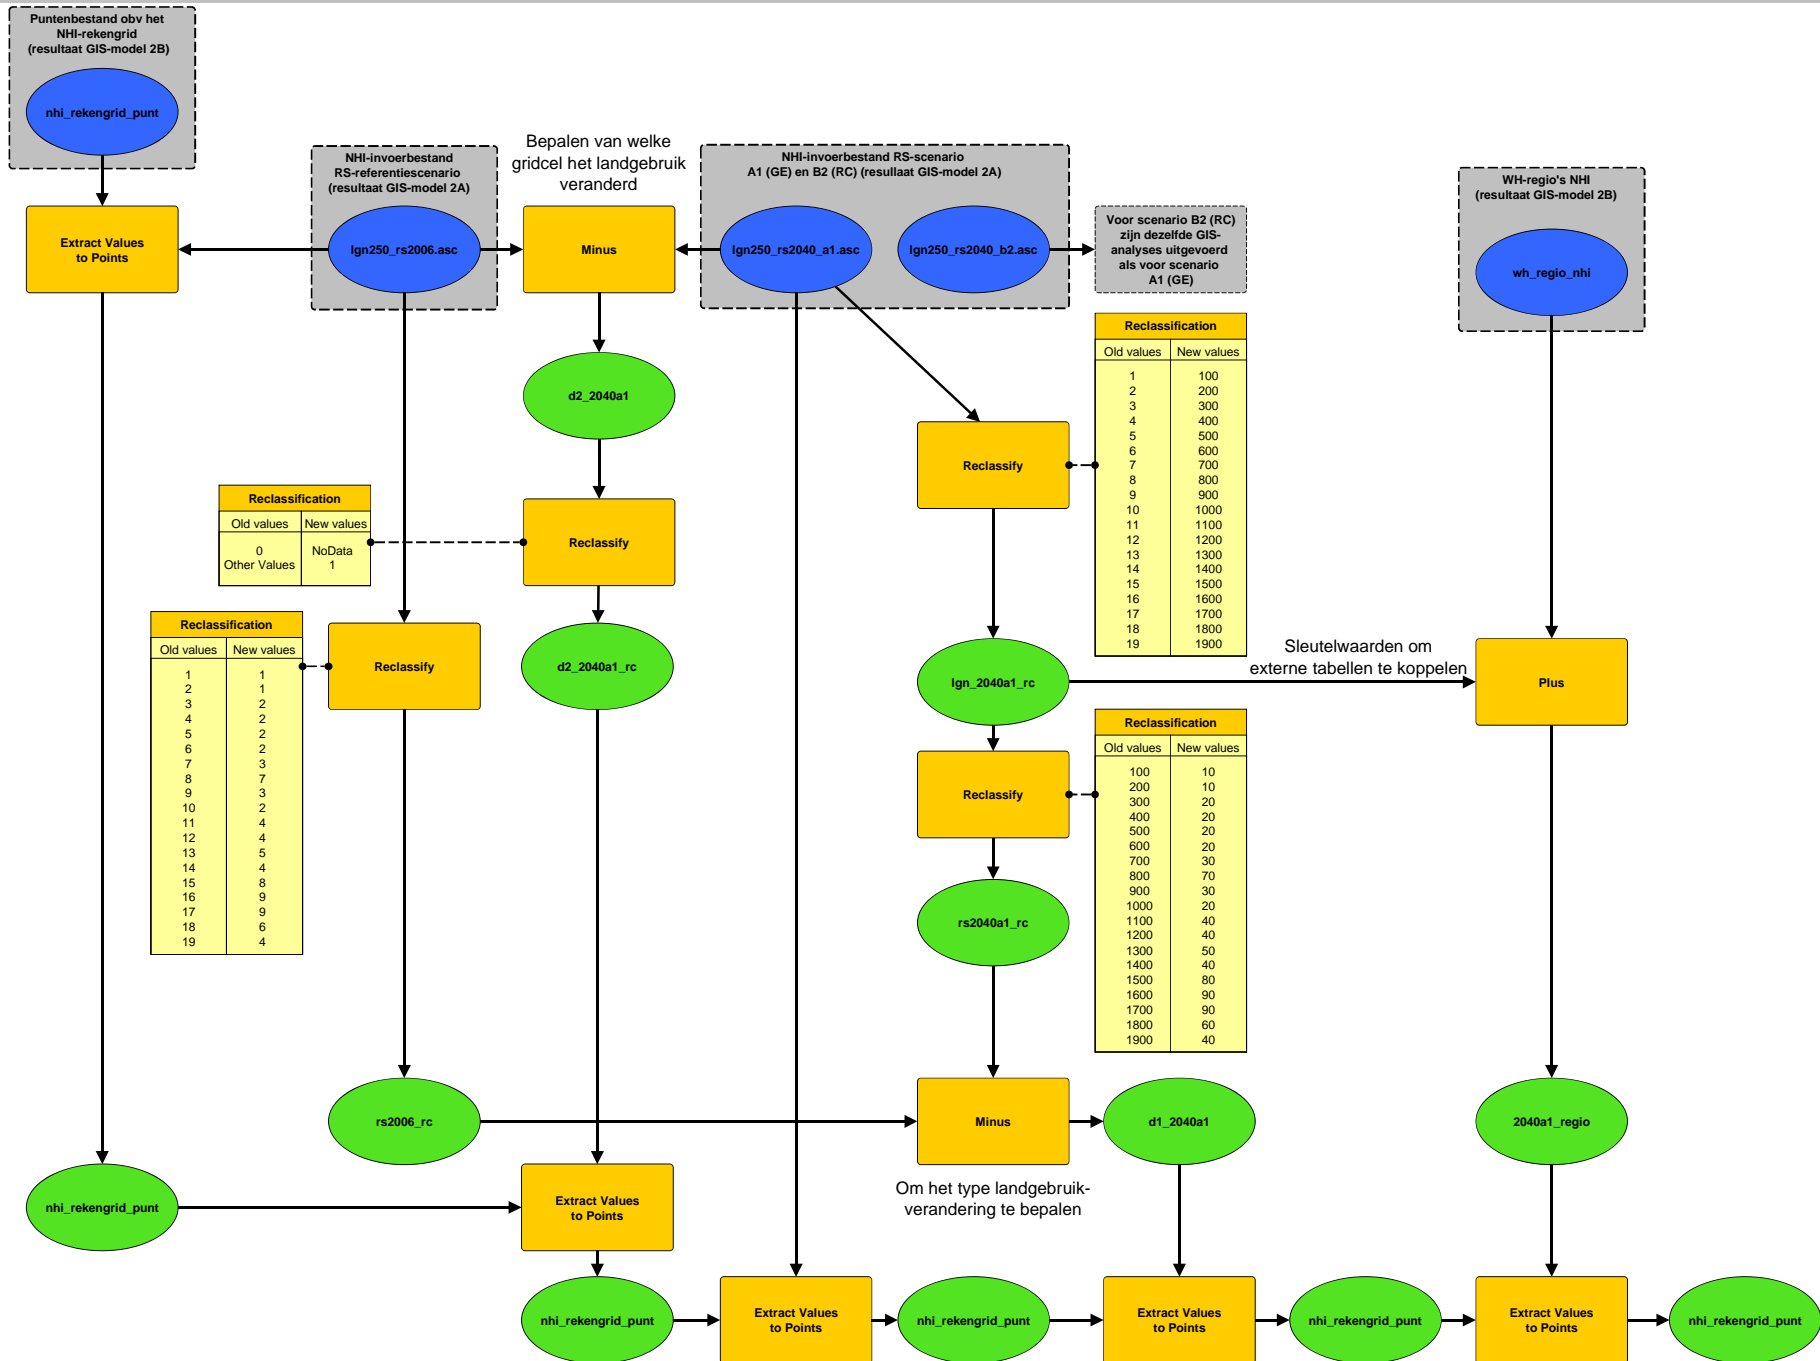 Puntenbestand obv het
NHI-rekengrid
(resultaat GIS-model 2B)
nhi_rekengrid_punt
Extract Values
to Points
NHI-invoerbestand
RS-referentiescenario
(resultaat GIS-model 2A)
lgn250_rs2006.asc
Bepalen van welke
gridcel het landgebruik
veranderd
Minus
NHI-invoerbestand RS-scenario
A1 (GE) en B2 (RC) (resullaat GIS-model 2A)
lgn250_rs2040_a1.asc
lgn250_rs2040_b2.asc
Voor scenario B2 (RC)
zijn dezelfde GIS-
analyses uitgevoerd
als voor scenario
A1 (GE)
WH-regio's NHI
(resultaat GIS-model 2B)
wh_regio_nhi
d2_2040a1
Reclassify
Reclassification
Old values New values
1 100
2 200
3 300
4 400
5 500
6 600
7 700
8 800
9 900
10 1000
11 1100
12 1200
13 1300
14 1400
15 1500
16 1600
17 1700
18 1800
19 1900
Reclassification
Old values New values
0 NoData
Other Values 1
Reclassify
Reclassification
Old values New values
1 1
2 1
3 2
4 2
5 2
6 2
7 3
8 7
9 3
10 2
11 4
12 4
13 5
14 4
15 8
16 9
17 9
18 6
19 4
Reclassify
d2_2040a1_rc
lgn_2040a1_rc
Sleutelwaarden om
externe tabellen te koppelen
Plus
Reclassify
Reclassification
Old values New values
100 10
200 10
300 20
400 20
500 20
600 20
700 30
800 70
900 30
1000 20
1100 40
1200 40
1300 50
1400 40
1500 80
1600 90
1700 90
1800 60
1900 40
rs2040a1_rc
rs2006_rc
Minus
d1_2040a1
2040a1_regio
Om het type landgebruik-
verandering te bepalen
nhi_rekengrid_punt
Extract Values
to Points
nhi_rekengrid_punt
Extract Values
to Points
nhi_rekengrid_punt
Extract Values
to Points
nhi_rekengrid_punt
Extract Values
to Points
nhi_rekengrid_punt